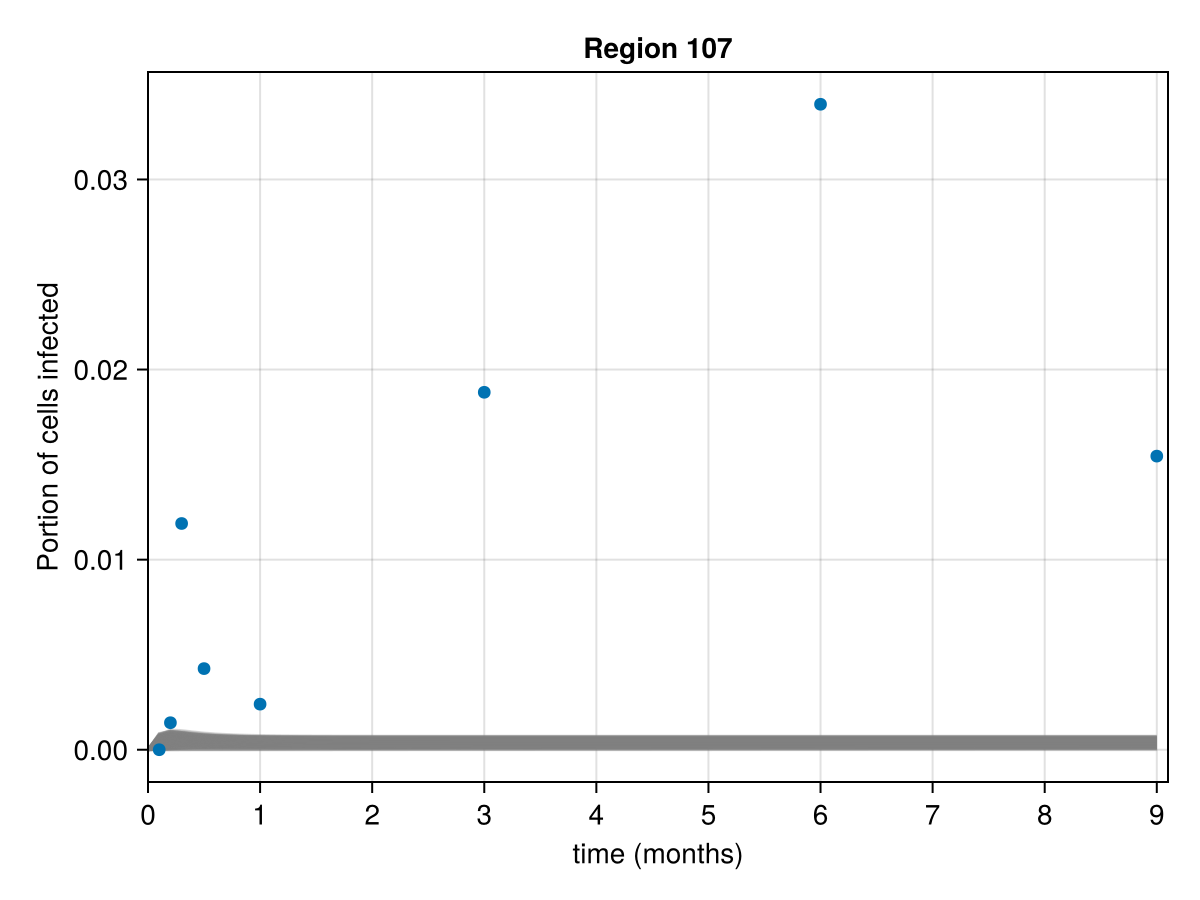 Region 107
Portion of cells infected
0.03
0.02
0.01
0.00
0 1 2 3 4 5 6 7 8 9
time (months)